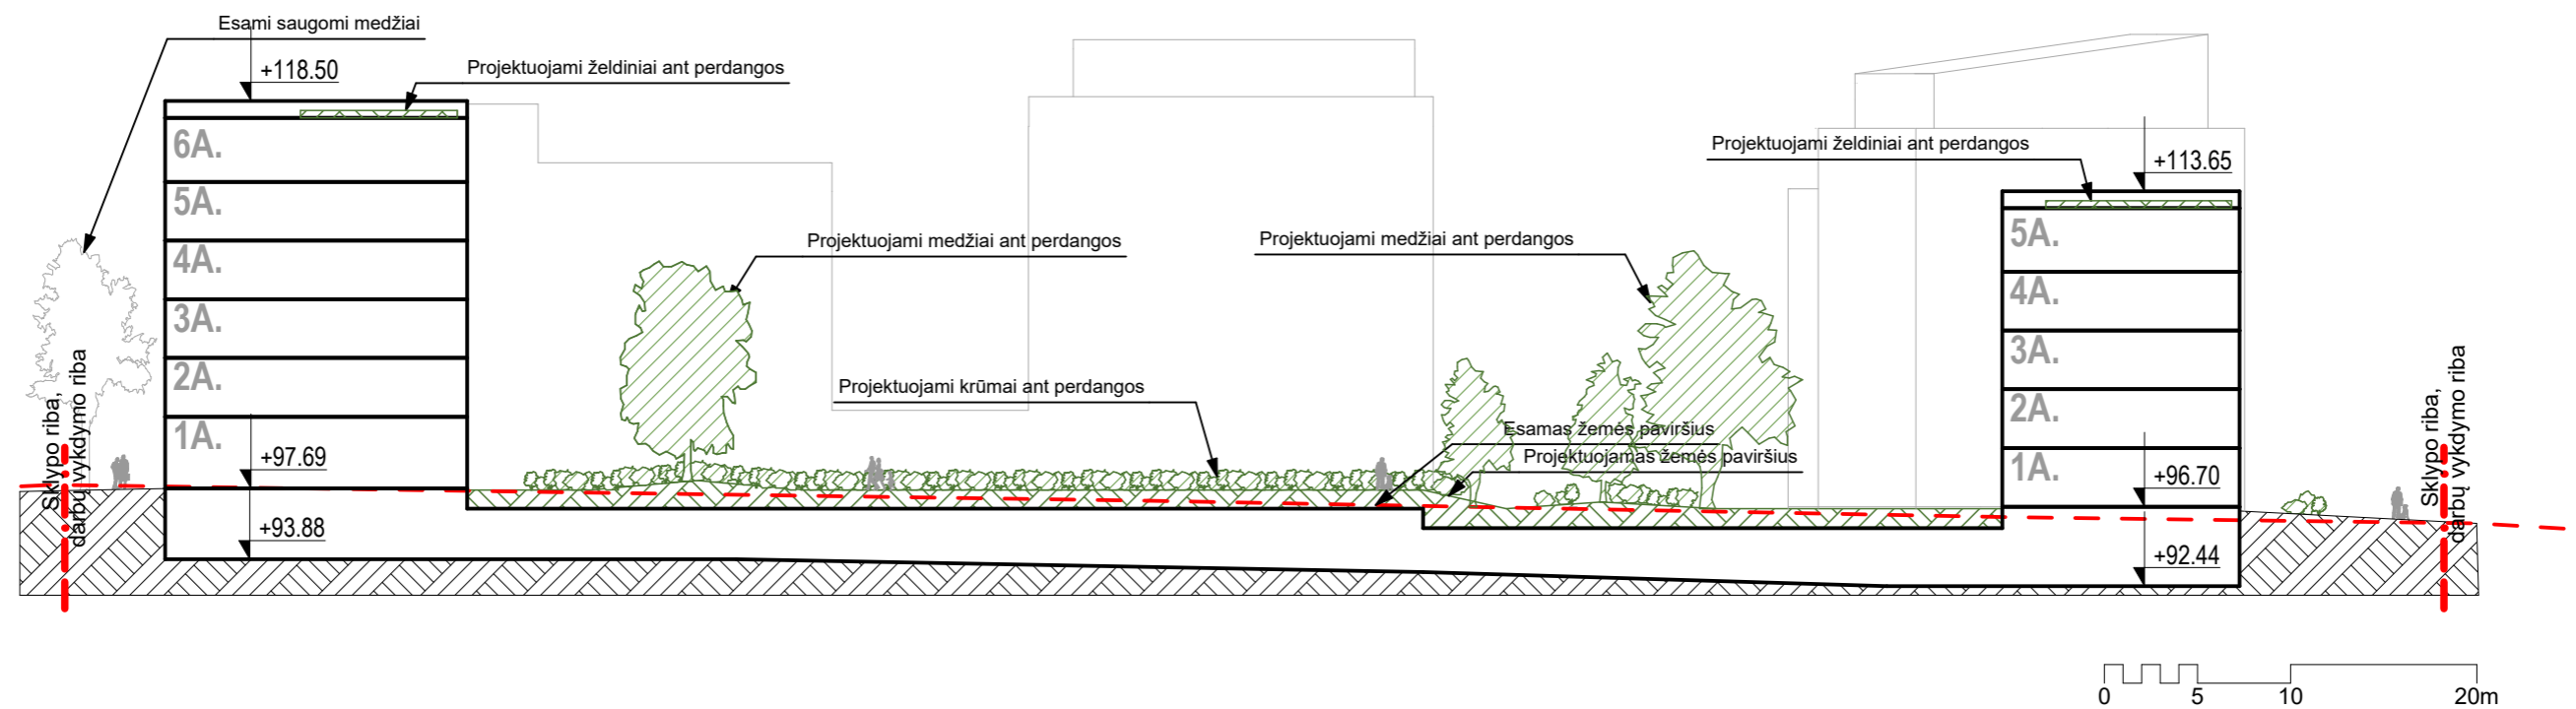 Esami saugomi medžiai
+118.50
Projektuojami želdiniai ant perdangos
6A.
5A.
4A.
3A.
2A.
1A.
+97.69
+93.88
Sklypo riba,
darbų vykdymo riba
Projektuojami medžiai ant perdangos
Projektuojami krūmai ant perdangos
Projektuojami medžiai ant perdangos
Esamas žemės paviršius
Projektuojamas žemės paviršius
Projektuojami želdiniai ant perdangos
+113.65
5A.
4A.
3A.
2A.
1A.
+96.70
+92.44
Sklypo riba,
darbų vykdymo riba
0 5 10 20m